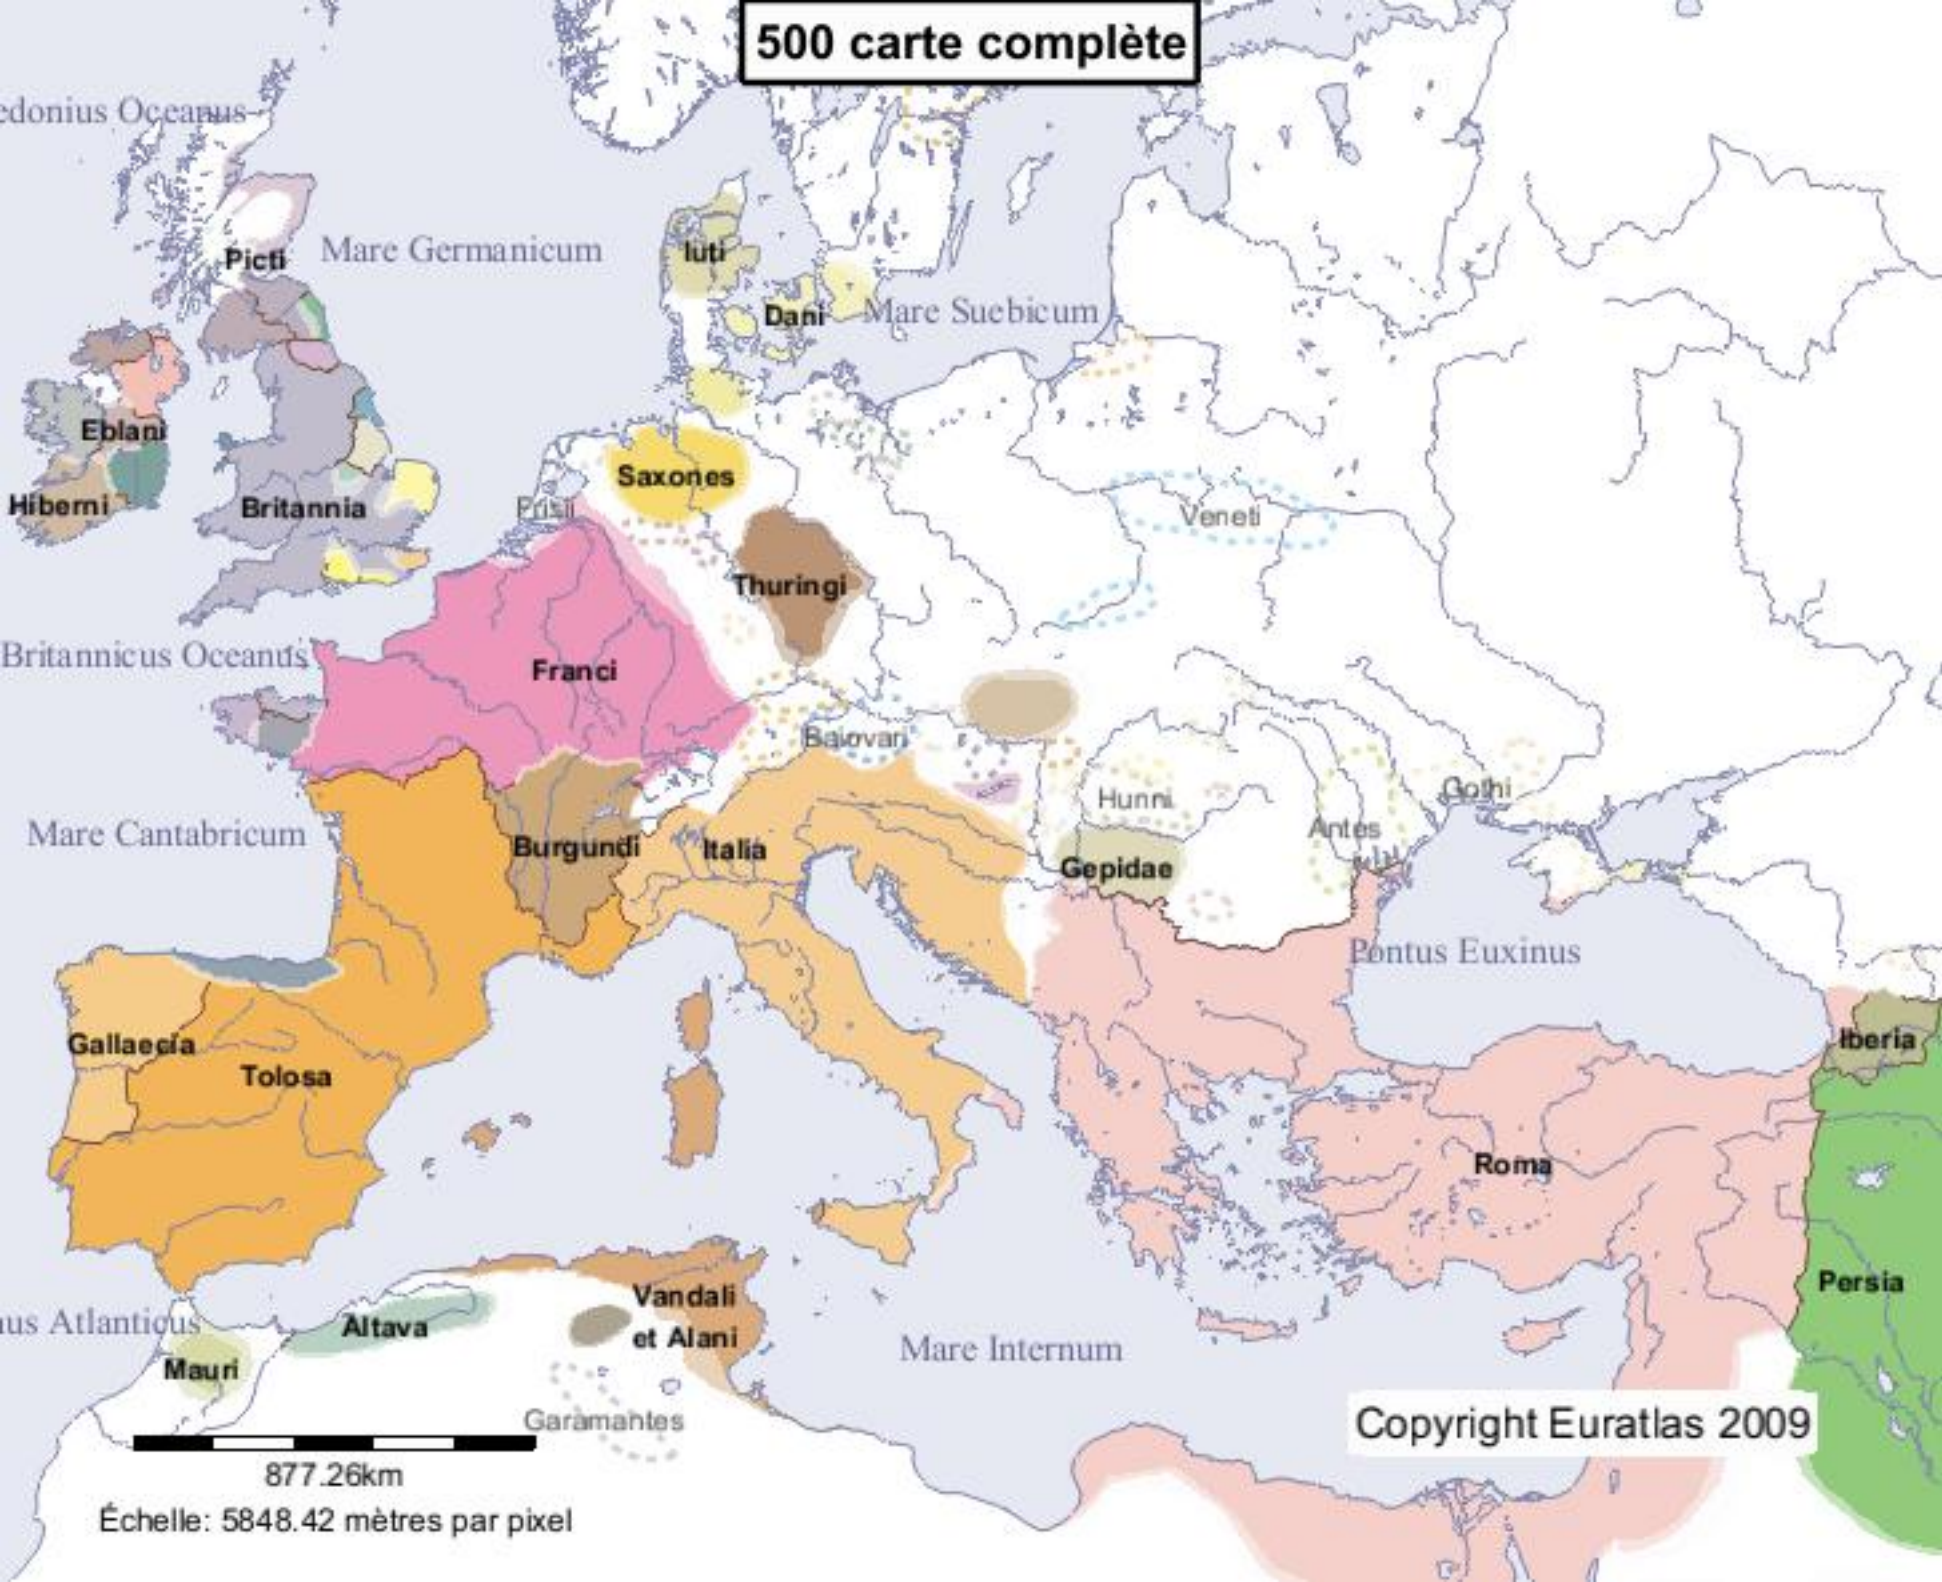 500 carte complète
edonius Oceanus
Picti
Mare Germanicum
Iuti
Dani
Mare Suebicum
Eblani
Hiberni
Britannia
Frisii
Saxones
Veneti
Thuringi
Britannicus Oceanus
Franci
Baiovari
Hunni
Gothi
Antes
Mare Cantabricum
Burgundi
Italia
Gepidae
Pontus Euxinus
Gallaecia
Tolosa
Iberia
Roma
Persia
Vandali
et Alani
Altava
Mauri
nus Atlanticus
Mare Internum
Garamantes
877.26km
Échelle: 5848.42 mètres par pixel
Copyright Euratlas 2009